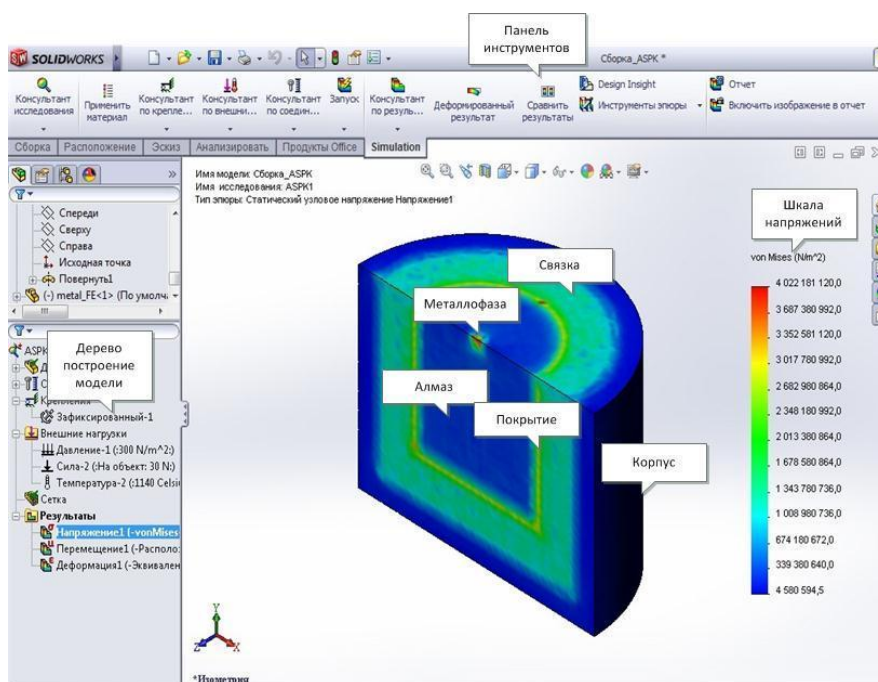 Панель
инструментов
SOLIDWORKS
Сборка_ASPK *
Консультант
исследования
Применить
материал
Консультант
по крепле...
Консультант
по внешни...
Консультант
по соедин...
Запуск
Консультант
по резуль...
Деформированный
результат
Сравнить
результаты
Design Insight
Инструменты эпюры
Отчет
Включить изображение в отчет
Сборка
Расположение
Эскиз
Анализировать
Продукты Office
Simulation
Имя модели: Сборка_ASPK
Имя исследования: ASPK1
Тип эпюры: Статический узловое напряжение Напряжение1
Спереди
Сверху
Справа
Исходная точка
Повернуть1
(-) metal_FE<1> (По умолч
ASPK
Дерево
построение
модели
Крепления
Зафиксированный-1
Внешние нагрузки
Давление-1 (:300 N/m^2:)
Сила-2 (:На объект: 30 N:)
Температура-2 (:1140 Celsi
Сетка
Результаты
Напряжение1 (-vonMises
Перемещение1 (-Располо:
Деформация1 (-Эквивален
Связка
Металлофаза
Алмаз
Покрытие
Корпус
Шкала
напряжений
von Mises (N/m^2)
4 022 181 120,0
3 687 380 992,0
3 352 581 120,0
3 017 780 992,0
2 682 980 864,0
2 348 180 992,0
2 013 380 864,0
1 678 580 864,0
1 343 780 736,0
1 008 980 736,0
674 180 672,0
339 380 640,0
4 580 594,5
Y
Z
X
*Изометрия